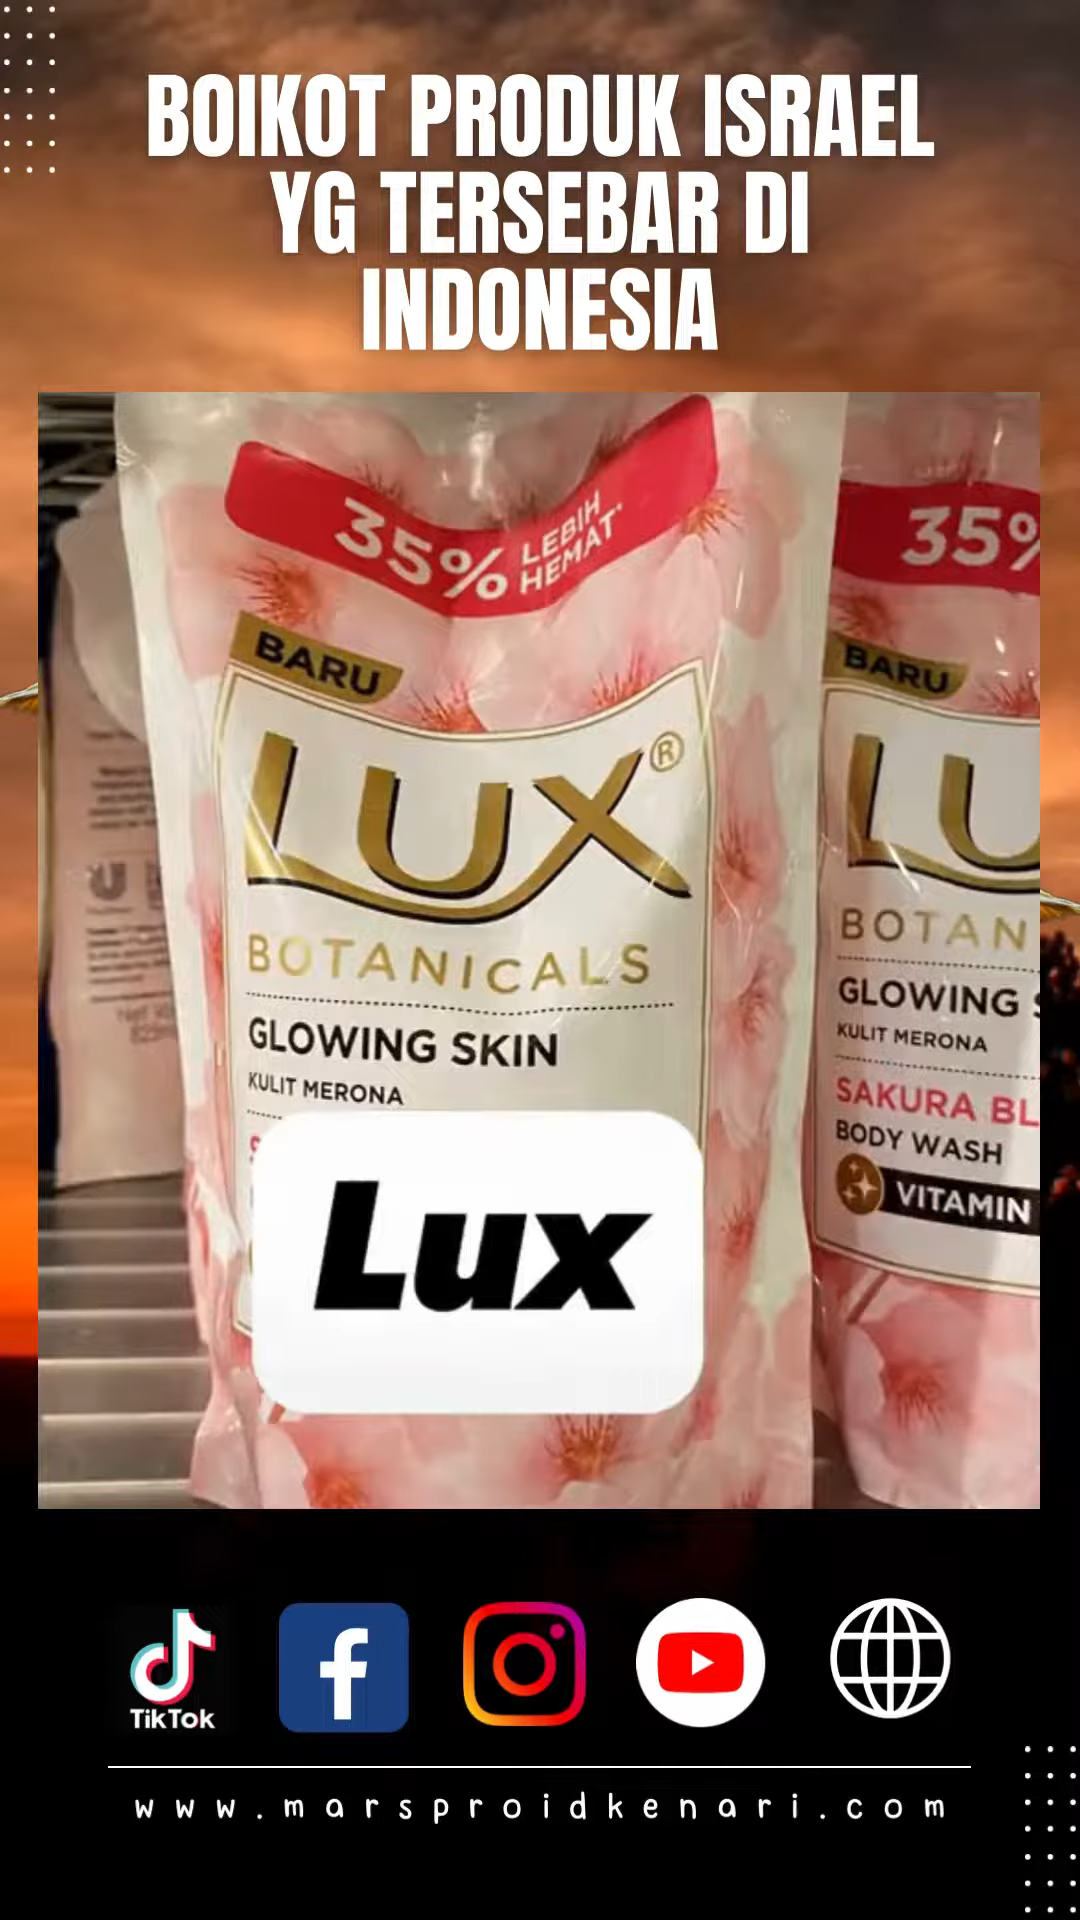 BOIKOT PRODUK ISRAEL
YG TERSEBAR DI
INDONESIA
35% LEBIH
HEMAT*
BARU
LUX®
BOTANICALS
GLOWING SKIN
KULIT MERONA
Lux
35%
BARU
LU
BOTAN
GLOWING S
KULIT MERONA
SAKURA BL
BODY WASH
VITAMIN
TikTok
www.marsproidkenari.com